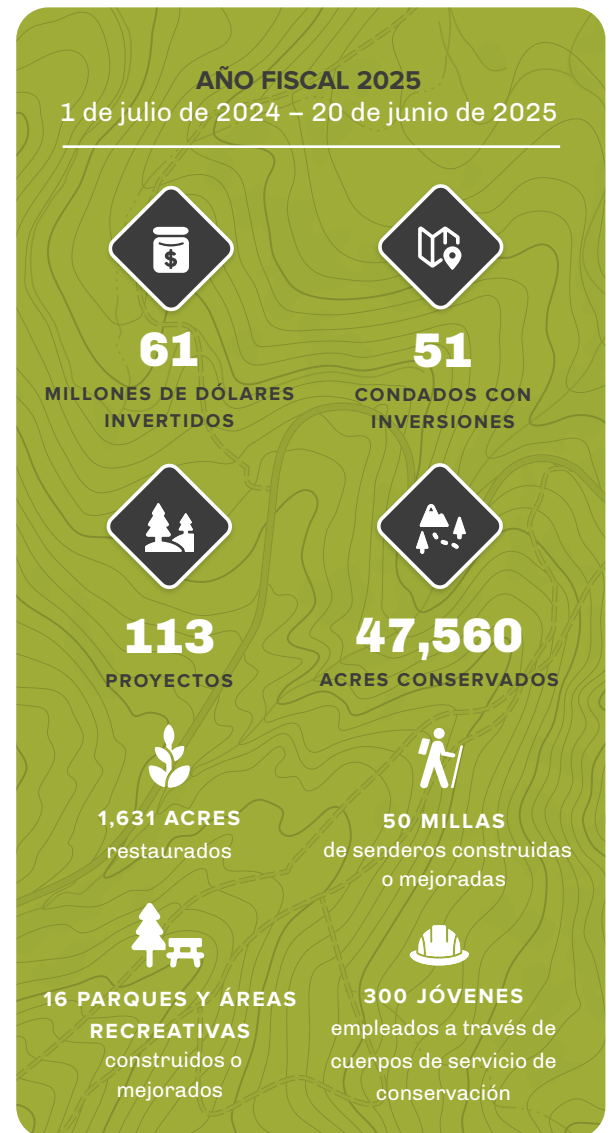 AÑO FISCAL 2025
1 de julio de 2024 – 20 de junio de 2025
$
61
MILLONES DE DÓLARES
INVERTIDOS
51
CONDADOS CON
INVERSIONES
113
PROYECTOS
47,560
ACRES CONSERVADOS
1,631 ACRES
restaurados
50 MILLAS
de senderos construidas
o mejoradas
16 PARQUES Y ÁREAS
RECREATIVAS
construidos o
mejorados
300 JÓVENES
empleados a través de
cuerpos de servicio de
conservación